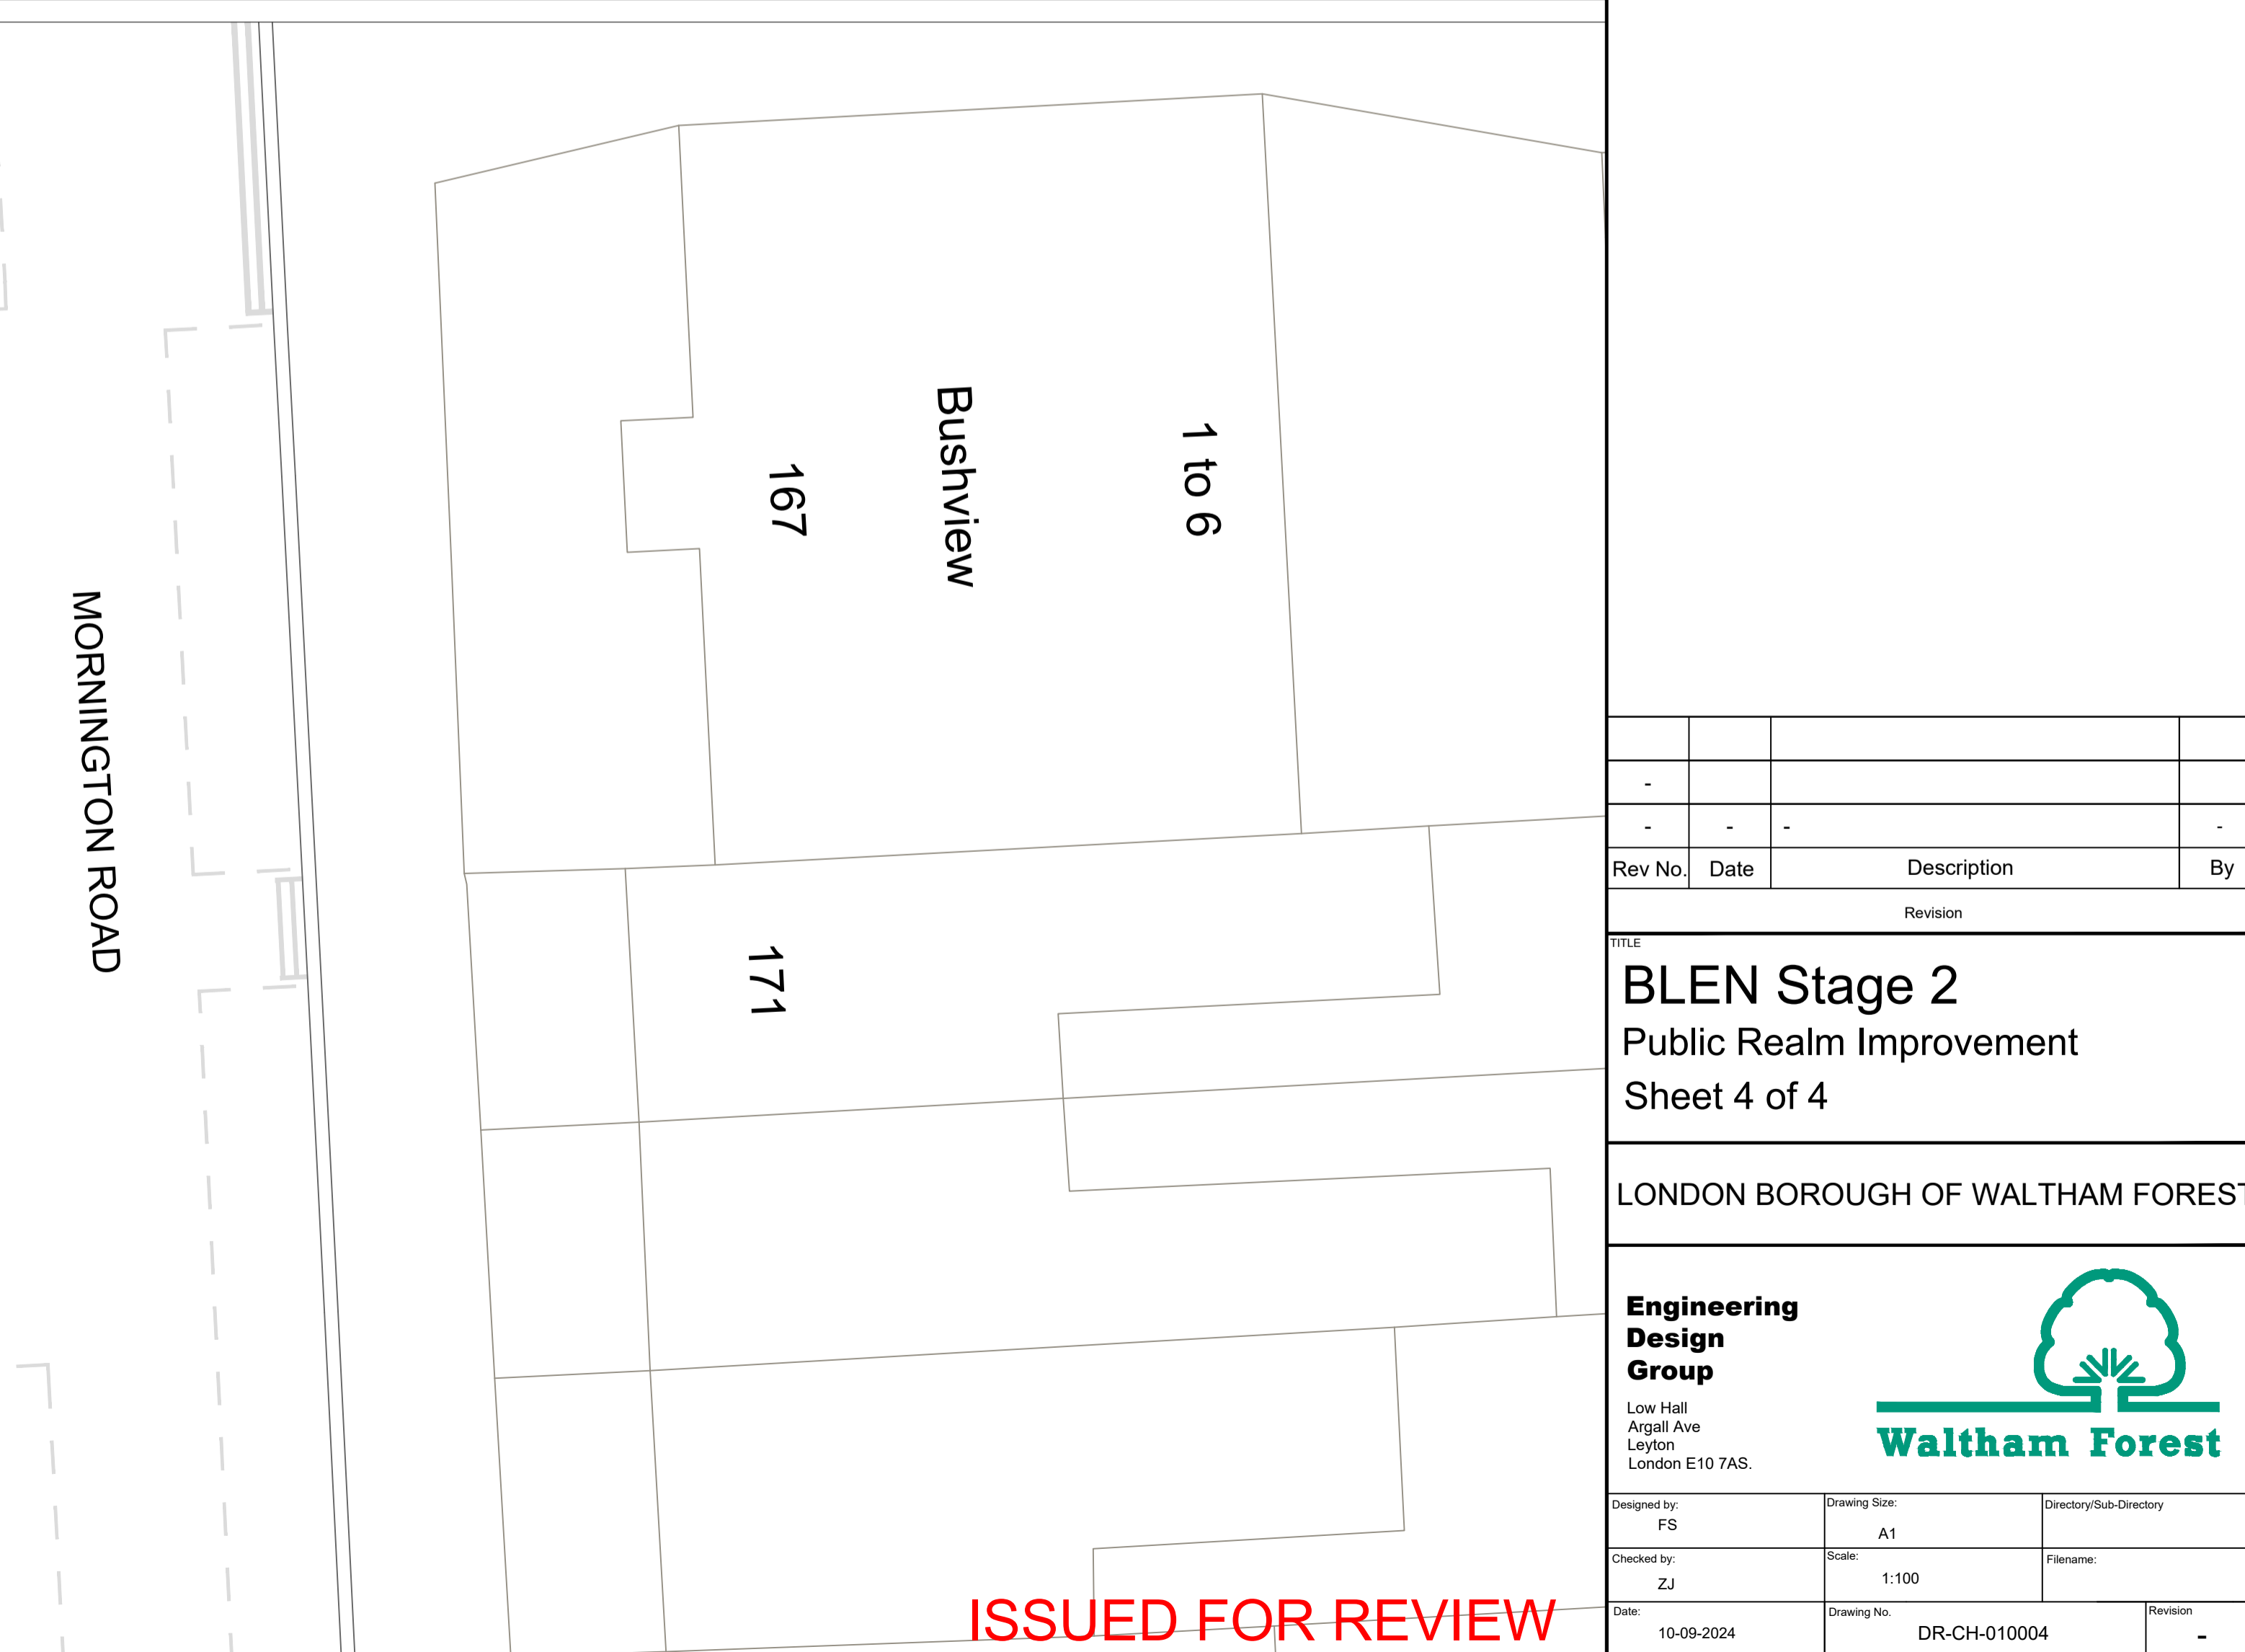 MORNINGTON ROAD
167
Bushview
1 to 6
171
ISSUED FOR REVIEW
-
- - - -
Rev No. Date Description By
Revision
TITLE
BLEN Stage 2
Public Realm Improvement
Sheet 4 of 4
LONDON BOROUGH OF WALTHAM FOREST
Engineering
Design
Group
Low Hall
Argall Ave
Leyton
London E10 7AS.
Waltham Forest
Designed by:
FS
Drawing Size:
A1
Directory/Sub-Directory
Checked by:
ZJ
Scale:
1:100
Filename:
Date:
10-09-2024
Drawing No.
DR-CH-010004
Revision
-